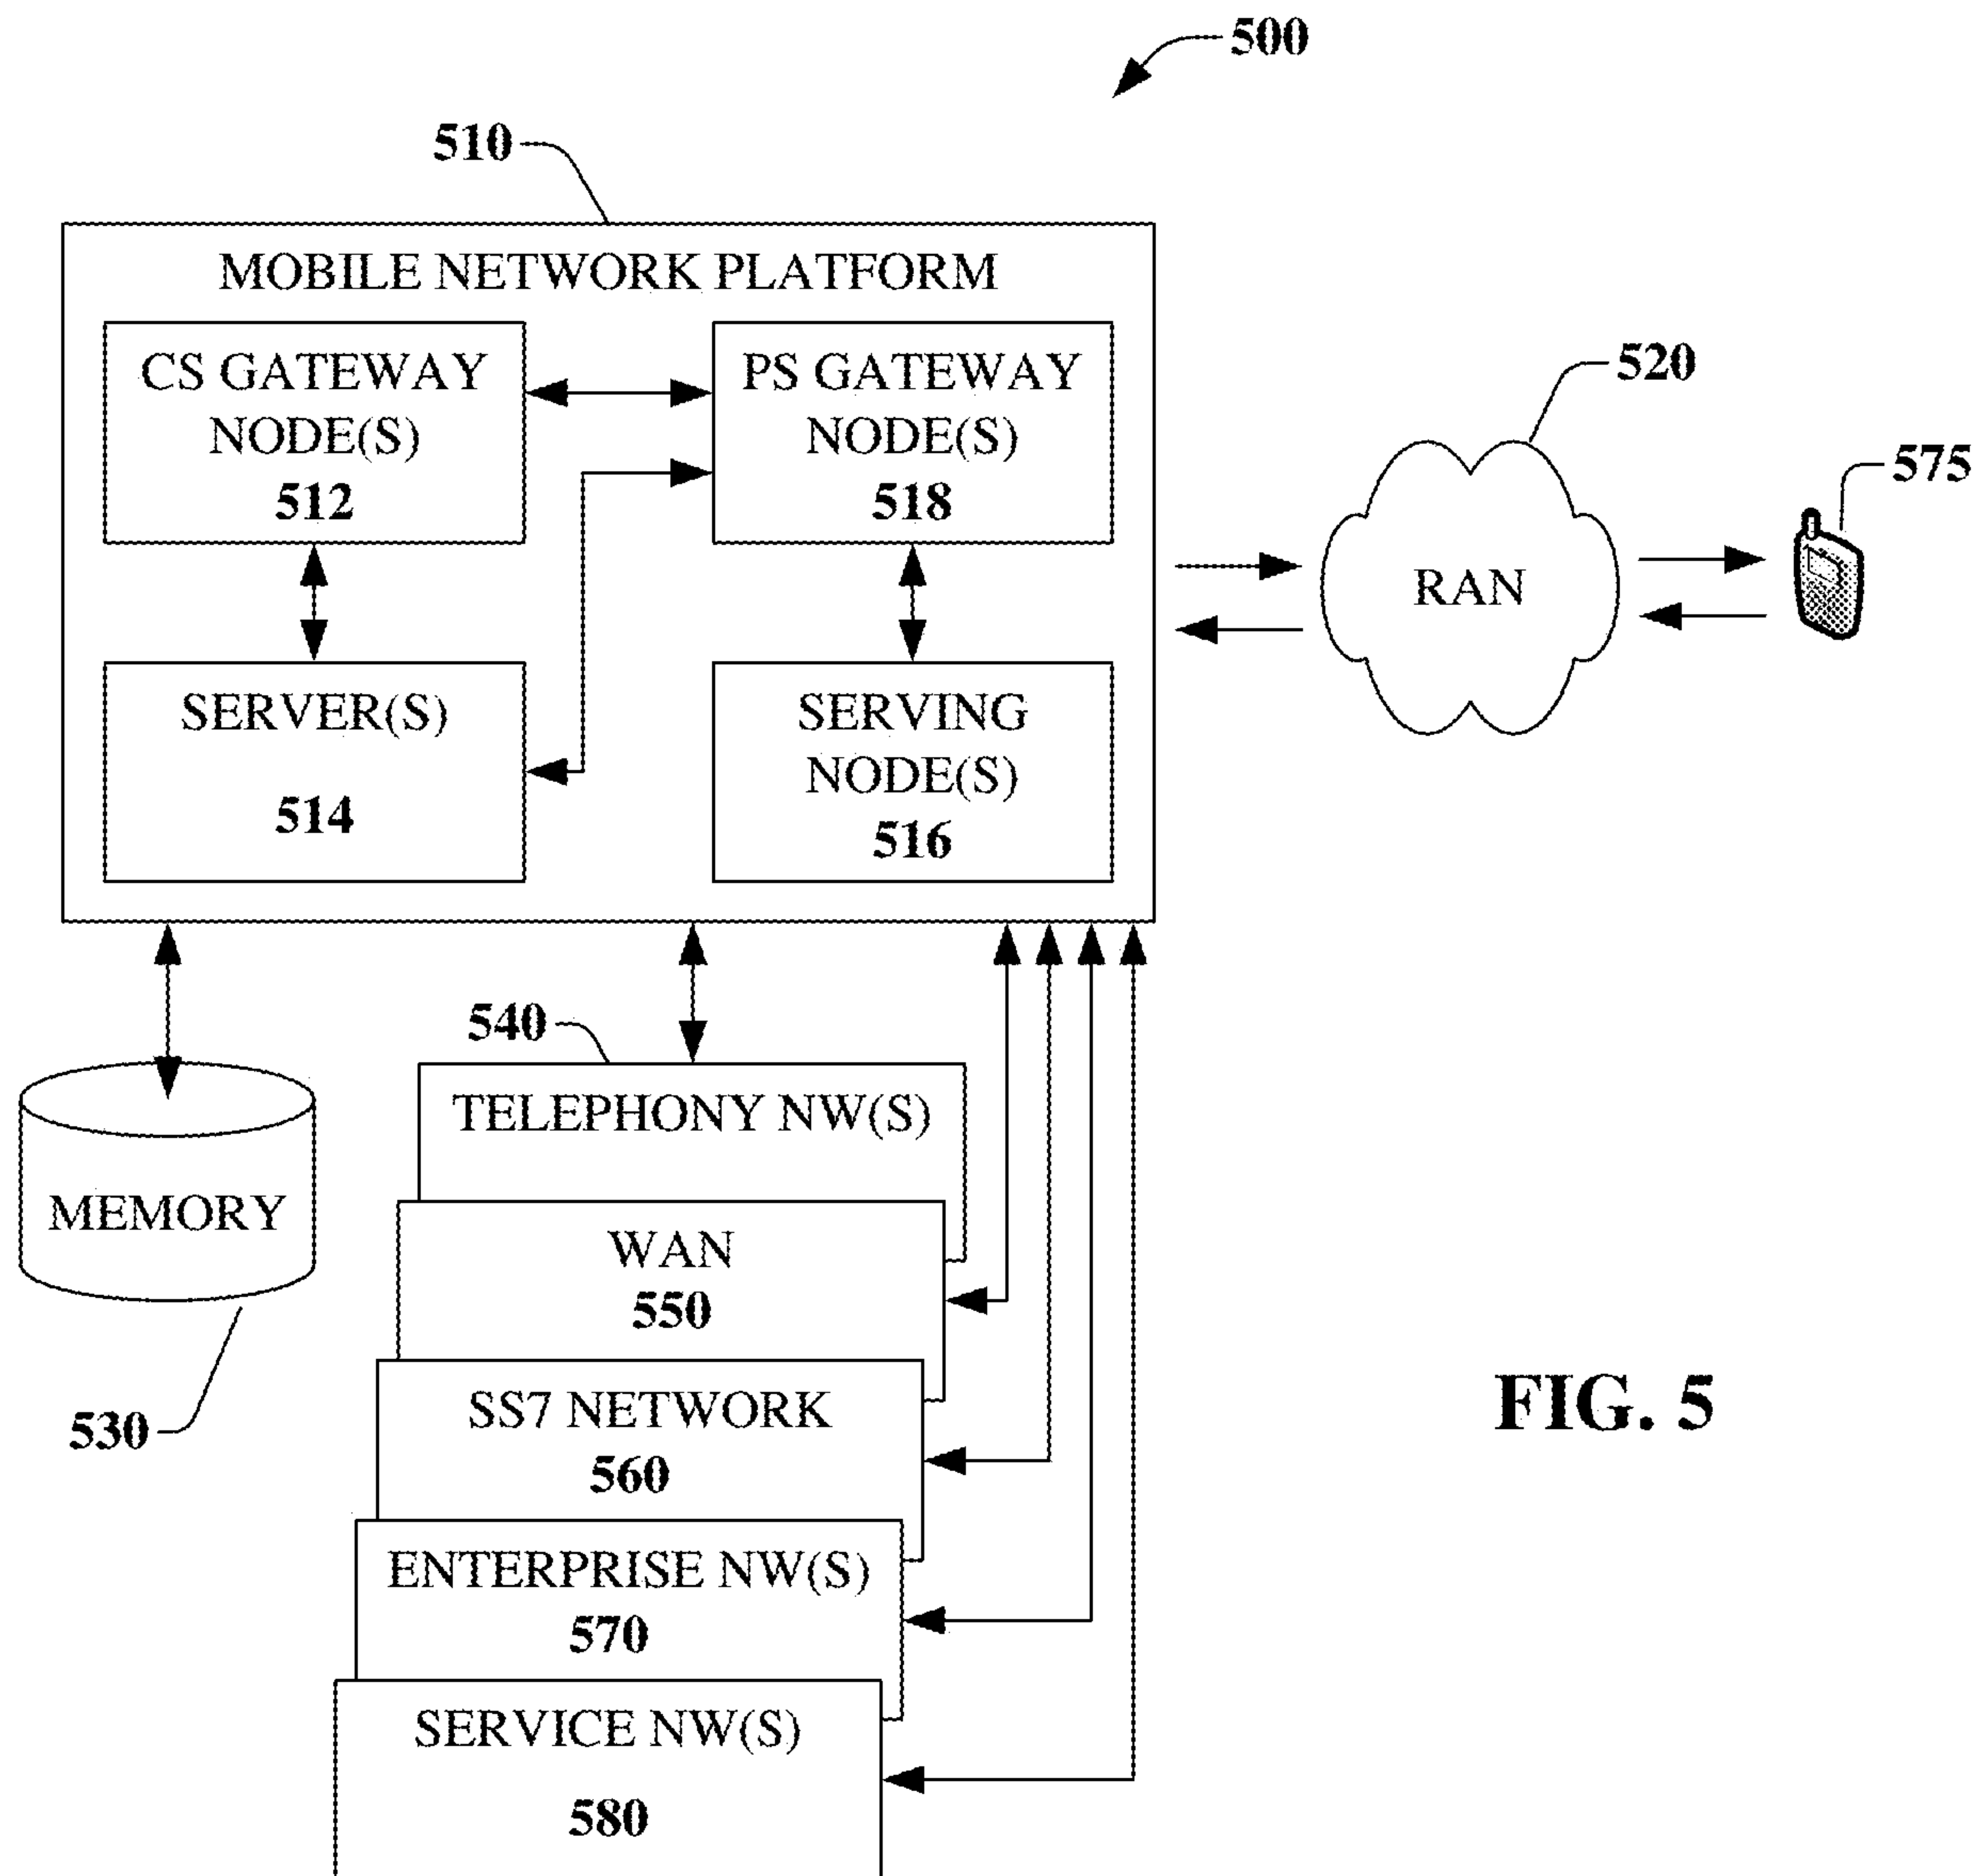 500
510
MOBILE NETWORK PLATFORM
CS GATEWAY
NODE(S)
512
PS GATEWAY
NODE(S)
518
SERVER(S)
514
SERVING
NODE(S)
516
520
RAN
575
540
TELEPHONY NW(S)
MEMORY
530
WAN
550
SS7 NETWORK
560
ENTERPRISE NW(S)
570
SERVICE NW(S)
580
FIG. 5